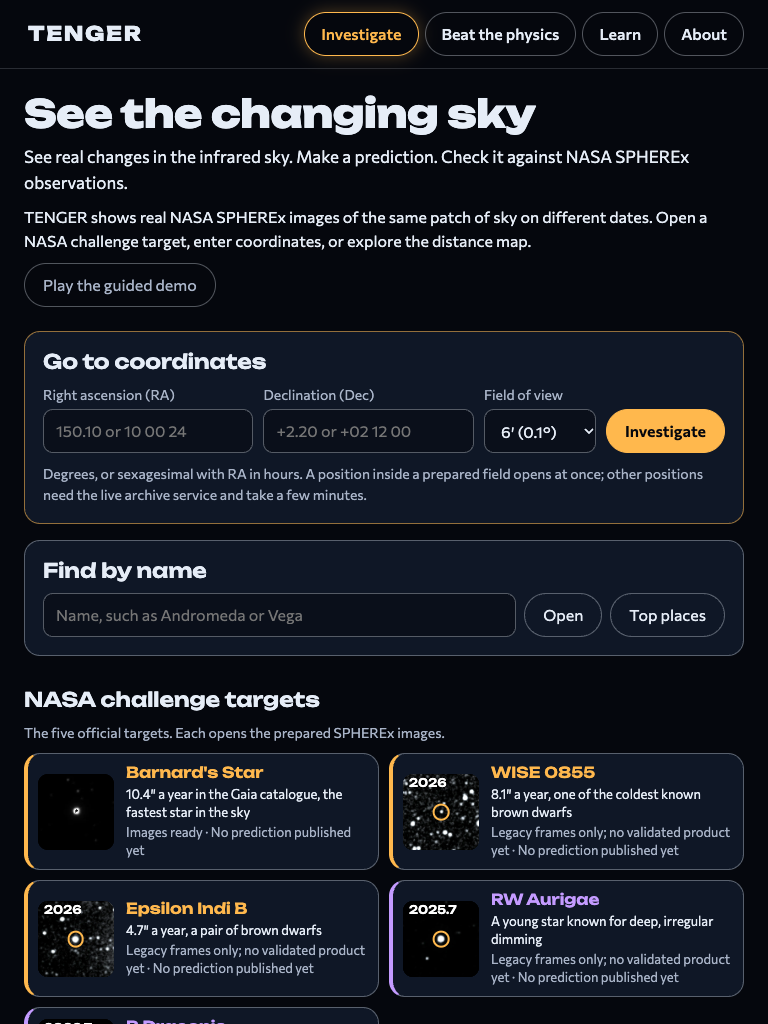 TENGER
Investigate
Beat the physics
Learn
About
See the changing sky
See real changes in the infrared sky. Make a prediction. Check it against NASA SPHEREx
observations.
TENGER shows real NASA SPHEREx images of the same patch of sky on different dates. Open a
NASA challenge target, enter coordinates, or explore the distance map.
Play the guided demo
Go to coordinates
Right ascension (RA)
Declination (Dec)
Field of view
150.10 or 10 00 24
+2.20 or +02 12 00
6′ (0.1°)
Investigate
Degrees, or sexagesimal with RA in hours. A position inside a prepared field opens at once; other positions
need the live archive service and take a few minutes.
Find by name
Name, such as Andromeda or Vega
Open
Top places
NASA challenge targets
The five official targets. Each opens the prepared SPHEREx images.
Barnard's Star
10.4″ a year in the Gaia catalogue, the
fastest star in the sky
Images ready · No prediction published
yet
2026
WISE 0855
8.1″ a year, one of the coldest known
brown dwarfs
Legacy frames only; no validated product
yet · No prediction published yet
2026
Epsilon Indi B
4.7″ a year, a pair of brown dwarfs
Legacy frames only; no validated product
yet · No prediction published yet
2025.7
RW Aurigae
A young star known for deep, irregular
dimming
Legacy frames only; no validated product
yet · No prediction published yet